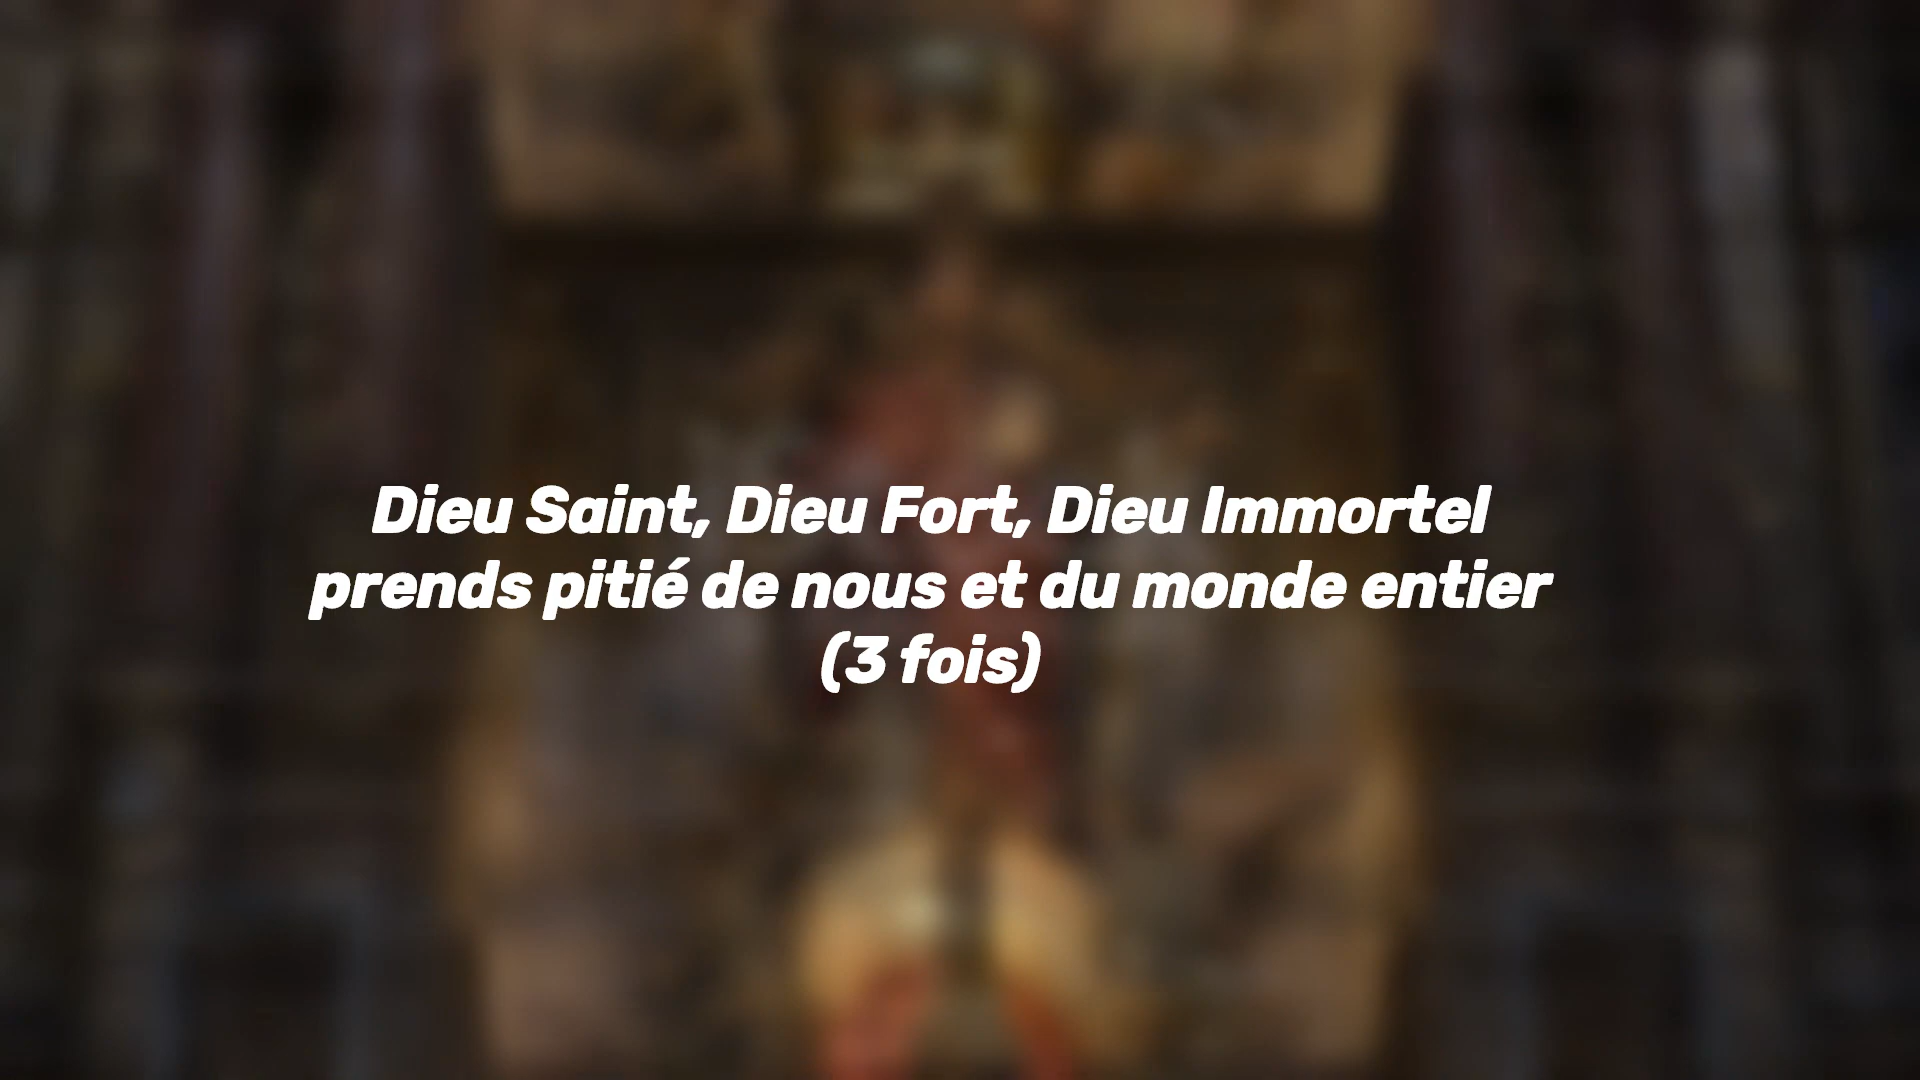 Dieu Saint, Dieu Fort, Dieu Immortel
prends pitié de nous et du monde entier
(3 fois)